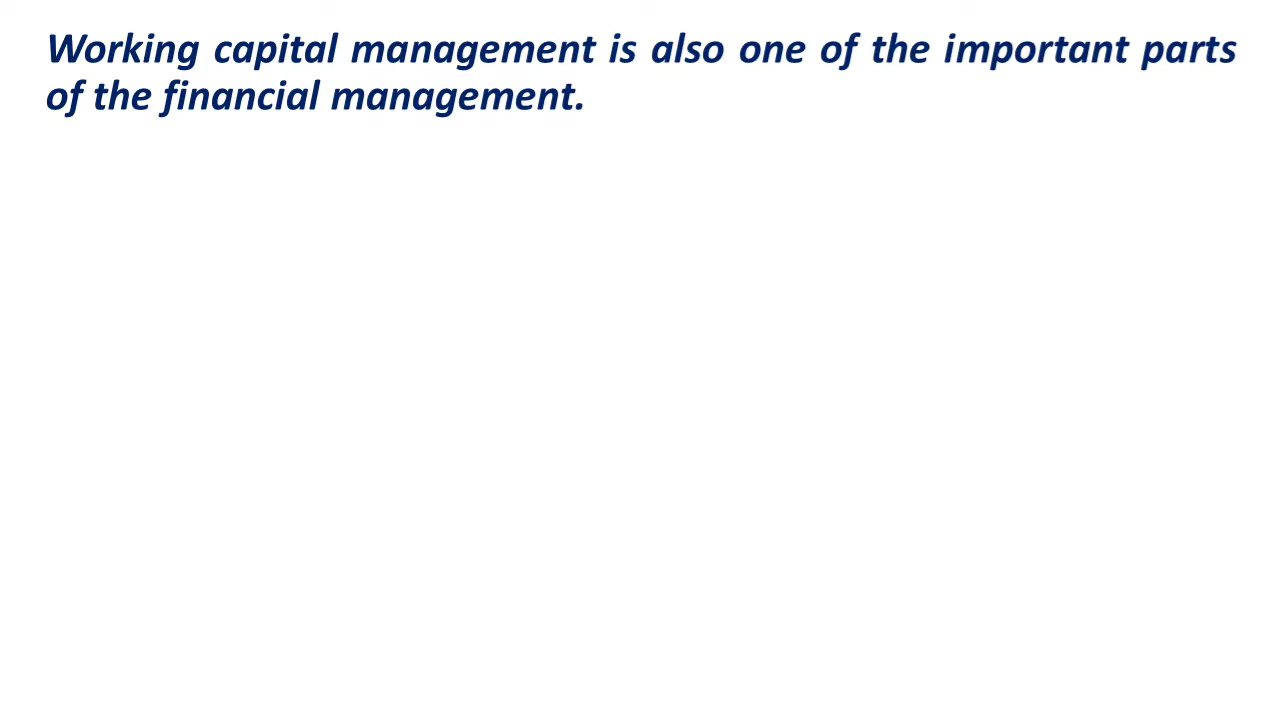 Working capital management is also one of the important parts
of the financial management.